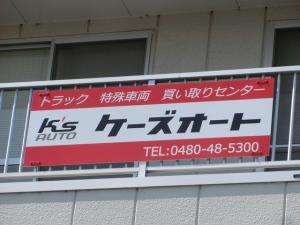 トラック 特殊車両 買い取りセンター
K's AUTO ケーズオート
TEL:0480-48-5300